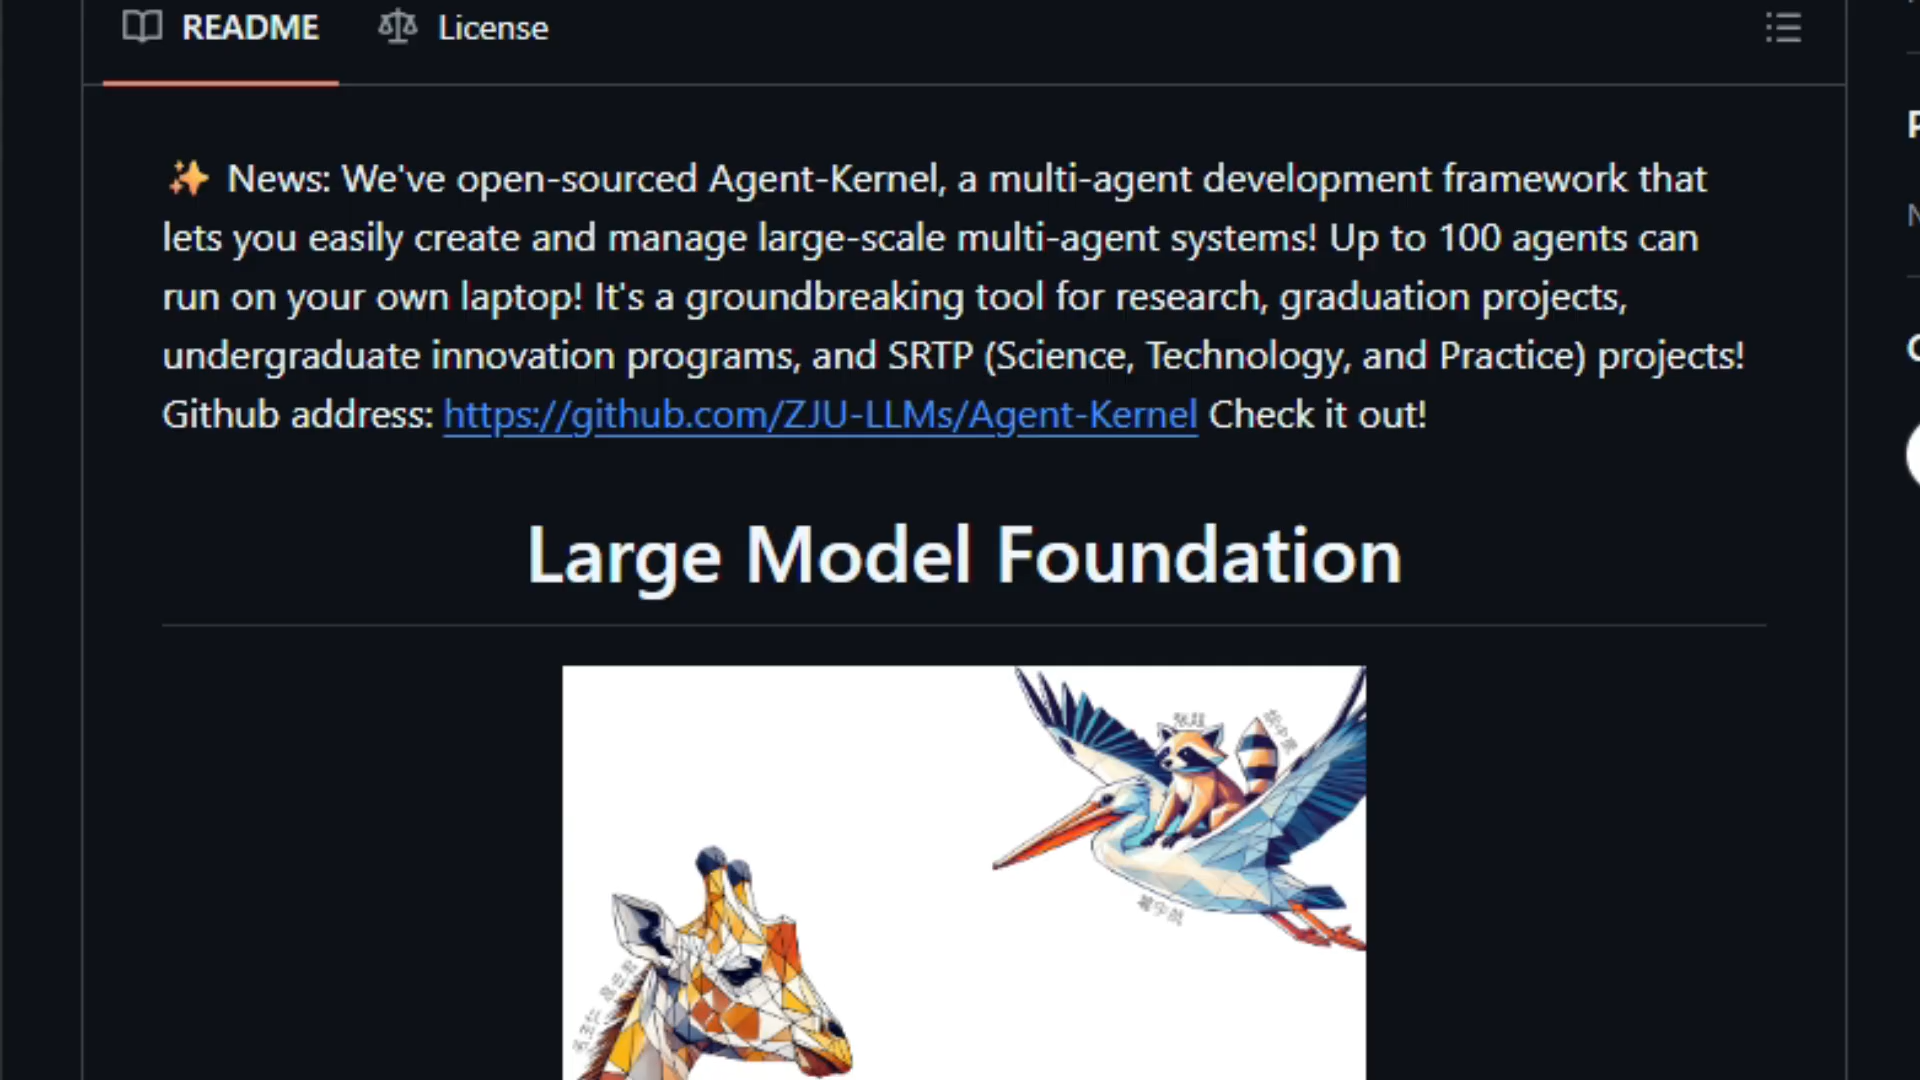 README License
✨ News: We've open-sourced Agent-Kernel, a multi-agent development framework that
lets you easily create and manage large-scale multi-agent systems! Up to 100 agents can
run on your own laptop! It's a groundbreaking tool for research, graduation projects,
undergraduate innovation programs, and SRTP (Science, Technology, and Practice) projects!
Github address: https://github.com/ZJU-LLMs/Agent-Kernel Check it out!
Large Model Foundation